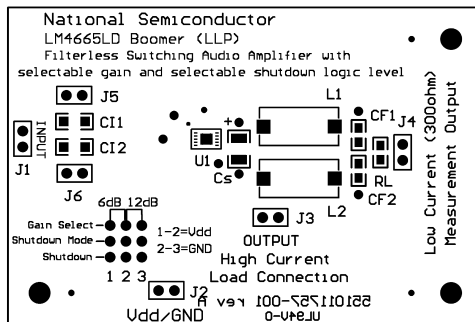 National Semiconductor
LM4665LD Boomer (LLP)
Filterless Switching Audio Amplifier with
selectable gain and selectable shutdown logic level
J5
L1
CF1
J4
INPUT
CI1
CI2
J1
U1
+
Cs
RL
CF2
L2
J6
J3
OUTPUT
6dB 12dB
Gain Select
Shutdown Mode
Shutdown
1-2=Vdd
2-3=GND
1 2 3
High Current
Load Connection
J2
Vdd/GND
A rev 551011757-001
UL94V-0
Low Current (300ohm)
Measurement Output